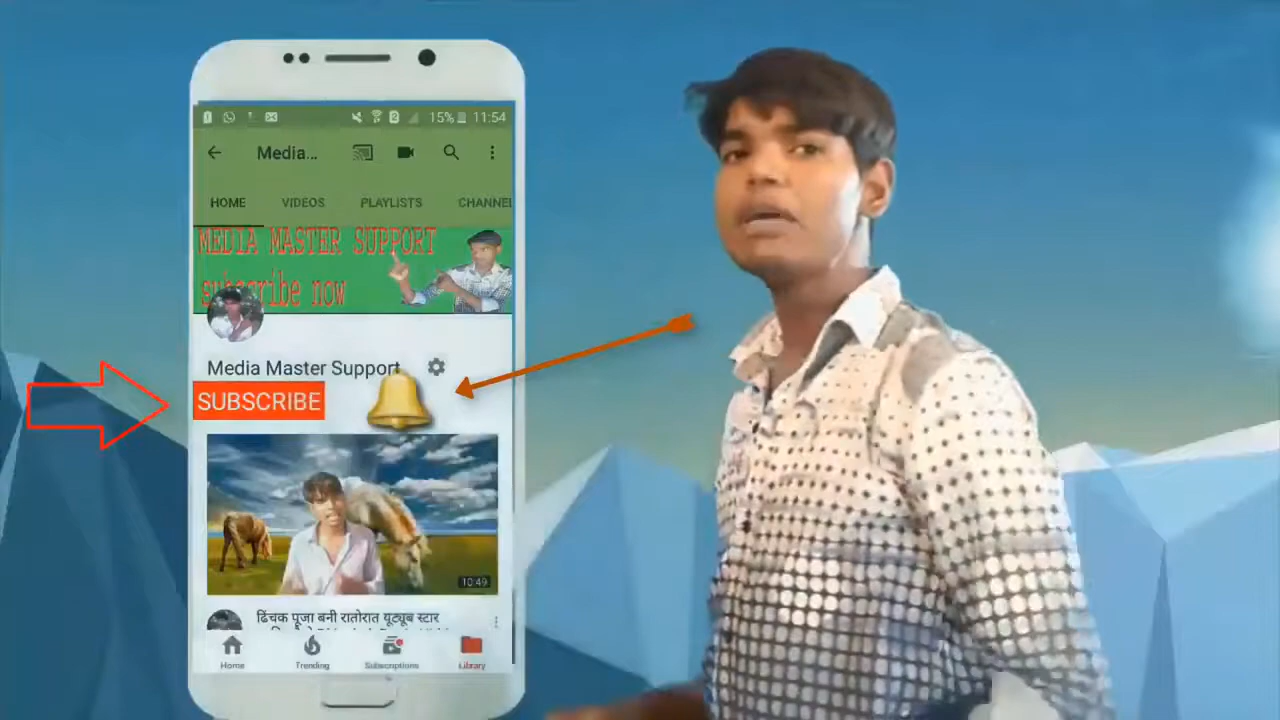 15% 11:54
Media...
HOME VIDEOS PLAYLISTS CHANNEL
MEDIA MASTER SUPPORT
subscribe now
Media Master Support
SUBSCRIBE
10:49
ढिंचक पूजा बनी रातोरात यूट्यूब स्टार
Home Trending Subscriptions Library